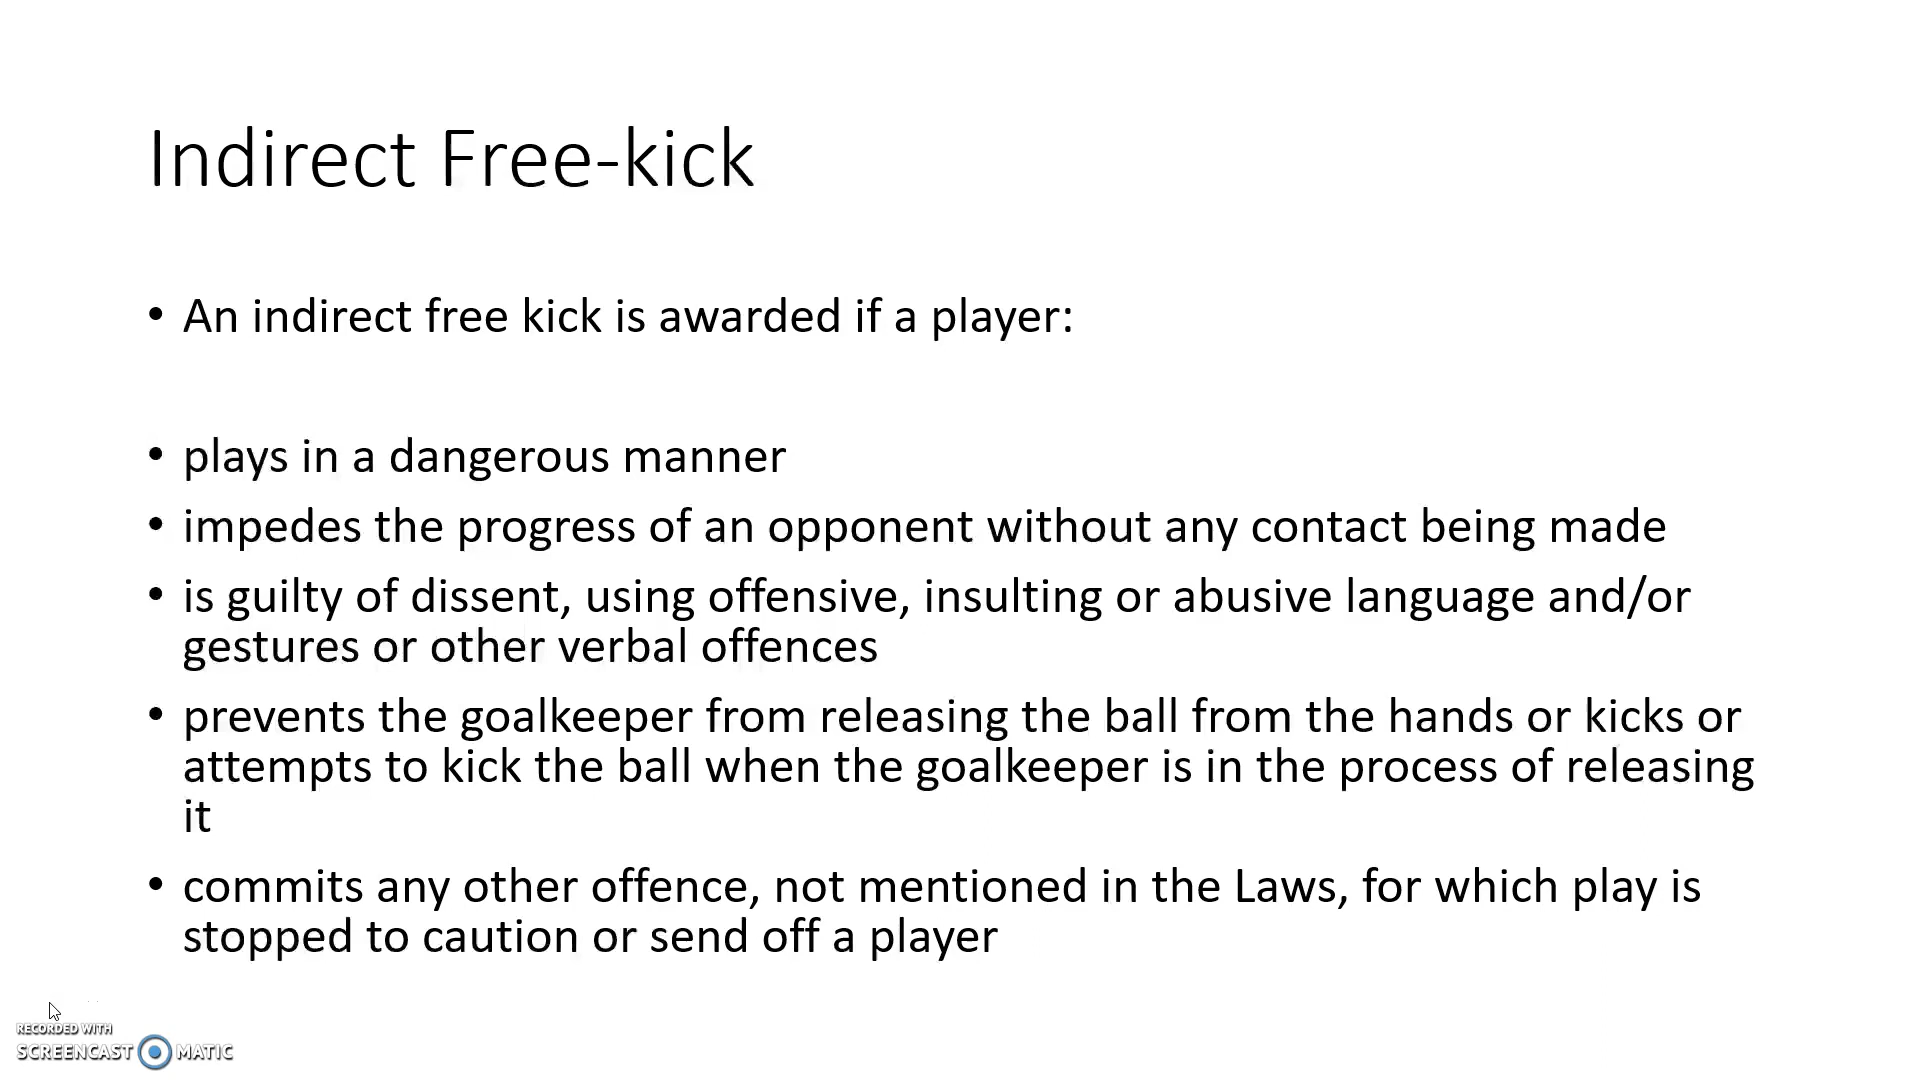 Indirect Free-kick
• An indirect free kick is awarded if a player:
• plays in a dangerous manner
• impedes the progress of an opponent without any contact being made
• is guilty of dissent, using offensive, insulting or abusive language and/or
gestures or other verbal offences
• prevents the goalkeeper from releasing the ball from the hands or kicks or
attempts to kick the ball when the goalkeeper is in the process of releasing
it
• commits any other offence, not mentioned in the Laws, for which play is
stopped to caution or send off a player
RECORDED WITH
SCREENCAST MATIC